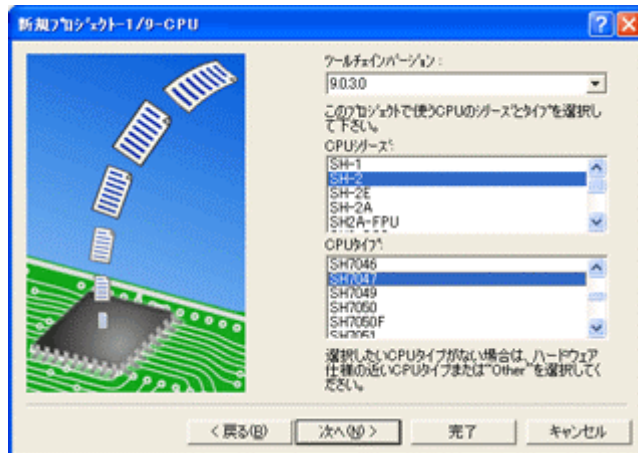 新規ﾌﾟﾛｼﾞｪｸﾄ-1/9-CPU
ﾂｰﾙﾁｪｲﾝﾊﾞｰｼﾞｮﾝ :
9.0.3.0
このﾌﾟﾛｼﾞｪｸﾄで使うCPUのｼﾘｰｽﾞとﾀｲﾌﾟを選択し
て下さい。
CPUｼﾘｰｽﾞ:
SH-1
SH-2
SH-2E
SH-2A
SH2A-FPU
CPUﾀｲﾌﾟ:
SH7046
SH7047
SH7049
SH7050
SH7050F
SH7051
選択したいCPUﾀｲﾌﾟがない場合は、ハードウェア
仕様の近いCPUﾀｲﾌﾟまたは"Other"を選択してく
ださい。
< 戻る(B)
次へ(N) >
完了
キャンセル